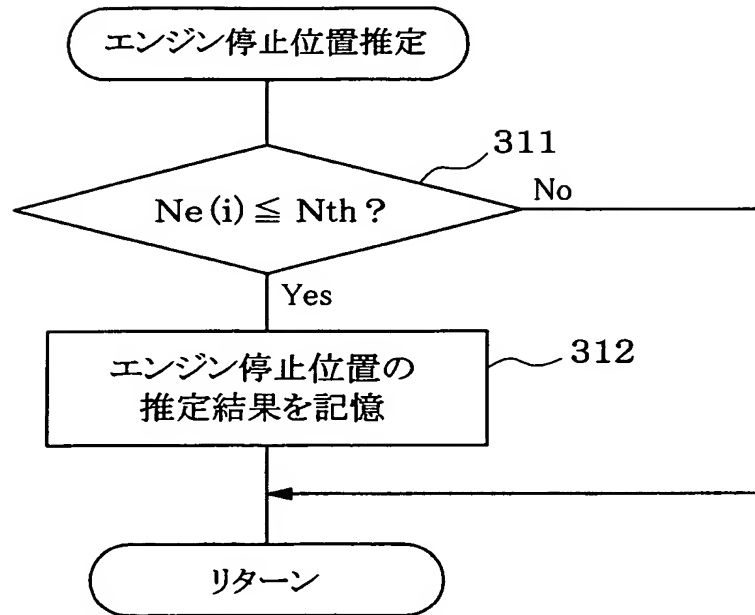 エンジン停止位置推定
311
Ne(i)≦Nth?
No
Yes
エンジン停止位置の
推定結果を記憶
312
リターン